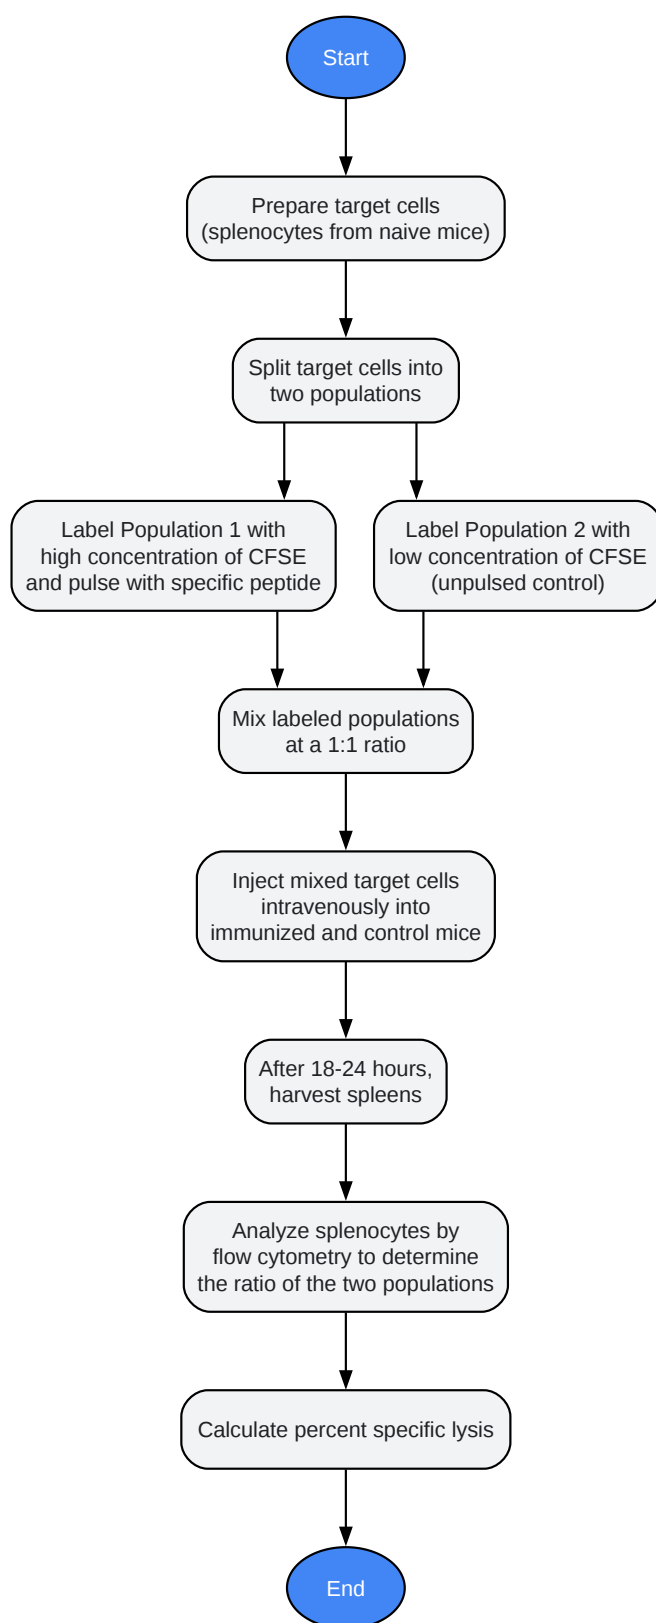 Start
Prepare target cells
(splenocytes from naive mice)
Split target cells into
two populations
Label Population 1 with
high concentration of CFSE
and pulse with specific peptide
Label Population 2 with
low concentration of CFSE
(unpulsed control)
Mix labeled populations
at a 1:1 ratio
Inject mixed target cells
intravenously into
immunized and control mice
After 18-24 hours,
harvest spleens
Analyze splenocytes by
flow cytometry to determine
the ratio of the two populations
Calculate percent specific lysis
End